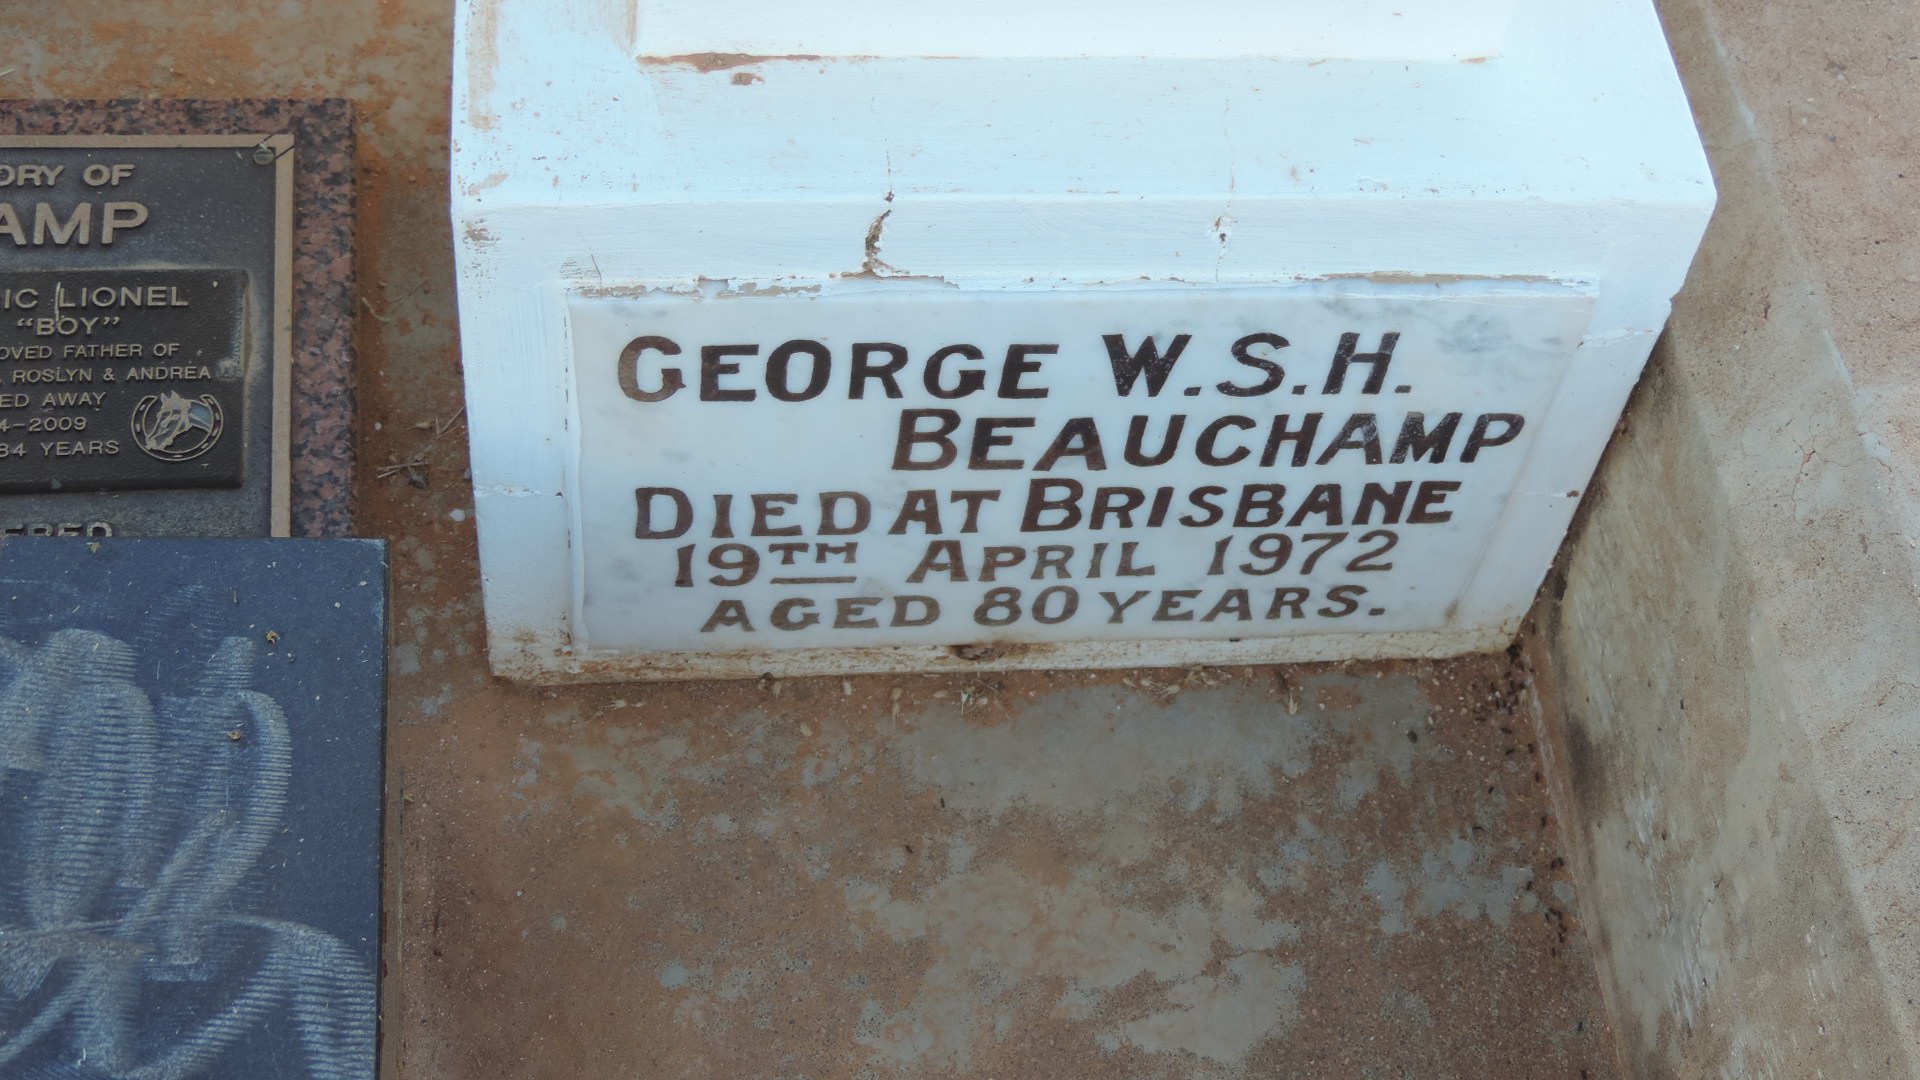 ORY OF
AMP
IC LIONEL
"BOY"
OVED FATHER OF
ROSLYN & ANDREA
ED AWAY
4-2009
84 YEARS
GEORGE W.S.H.
BEAUCHAMP
DIED AT BRISBANE
19TH APRIL 1972
AGED 80 YEARS.